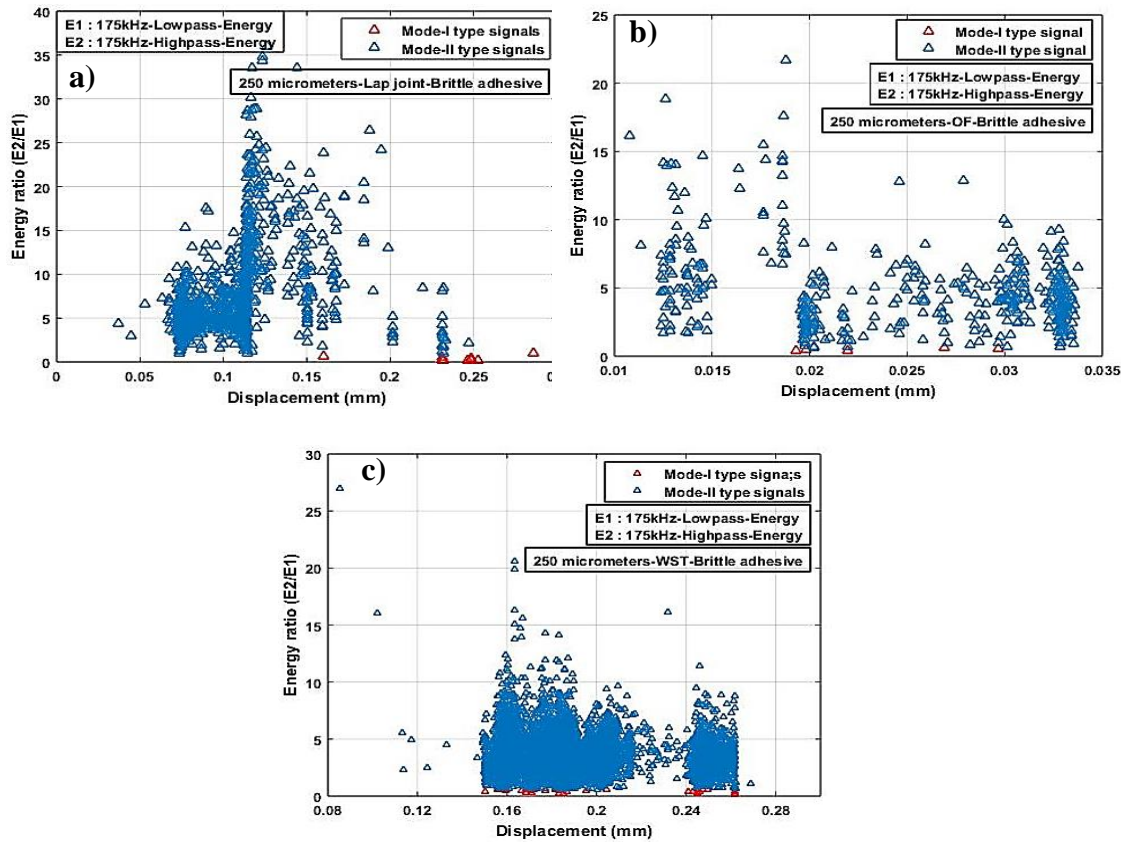 a)
E1 : 175kHz-Lowpass-Energy
E2 : 175kHz-Highpass-Energy
Mode-I type signals
Mode-II type signals
250 micrometers-Lap joint-Brittle adhesive
Energy ratio (E2/E1)
40
35
30
25
20
15
10
5
0
0 0.05 0.1 0.15 0.2 0.25
Displacement (mm)
b)
Mode-I type signal
Mode-II type signal
E1 : 175kHz-Lowpass-Energy
E2 : 175kHz-Highpass-Energy
250 micrometers-OF-Brittle adhesive
Energy ratio (E2/E1)
25
20
15
10
5
0
0.01 0.015 0.02 0.025 0.03 0.035
Displacement (mm)
c)
Mode-I type signa;s
Mode-II type signals
E1 : 175kHz-Lowpass-Energy
E2 : 175kHz-Highpass-Energy
250 micrometers-WST-Brittle adhesive
Energy ratio (E2/E1)
30
25
20
15
10
5
0
0.08 0.12 0.16 0.2 0.24 0.28
Displacement (mm)